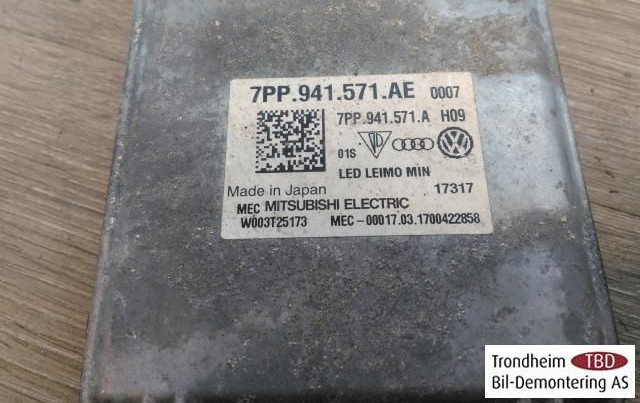 7PP.941.571.AE 0007
7PP.941.571.A H09
01S
LED LEIMO MIN
Made in Japan 17317
MEC MITSUBISHI ELECTRIC
W003T25173 MEC-00017.03.1700422858
Trondheim TBD
Bil-Demontering AS